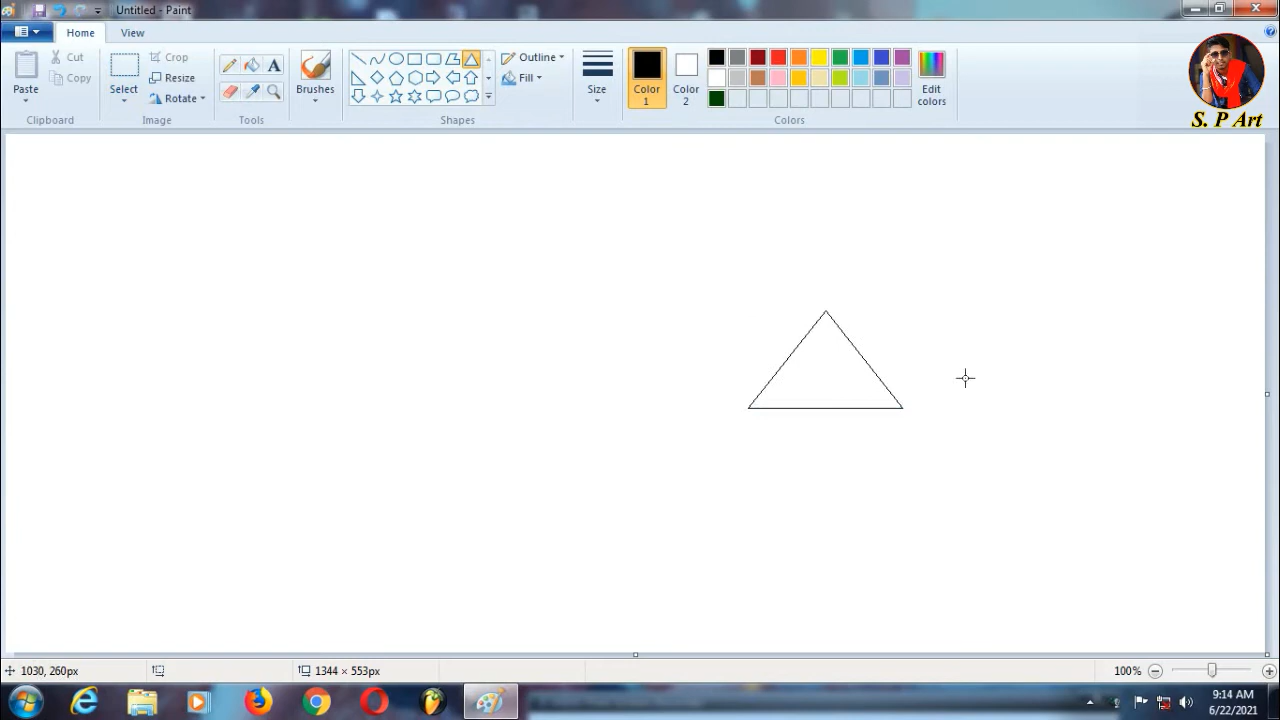 Untitled - Paint
Home View
Paste
Cut
Copy
Clipboard
Select
Crop
Resize
Rotate
Image
A
Tools
Brushes
Shapes
Outline
Fill
Size
Color
1
Color
2
Edit
colors
Colors
S. P Art
1030, 260px
1344 × 553px
100%
9:14 AM
6/22/2021